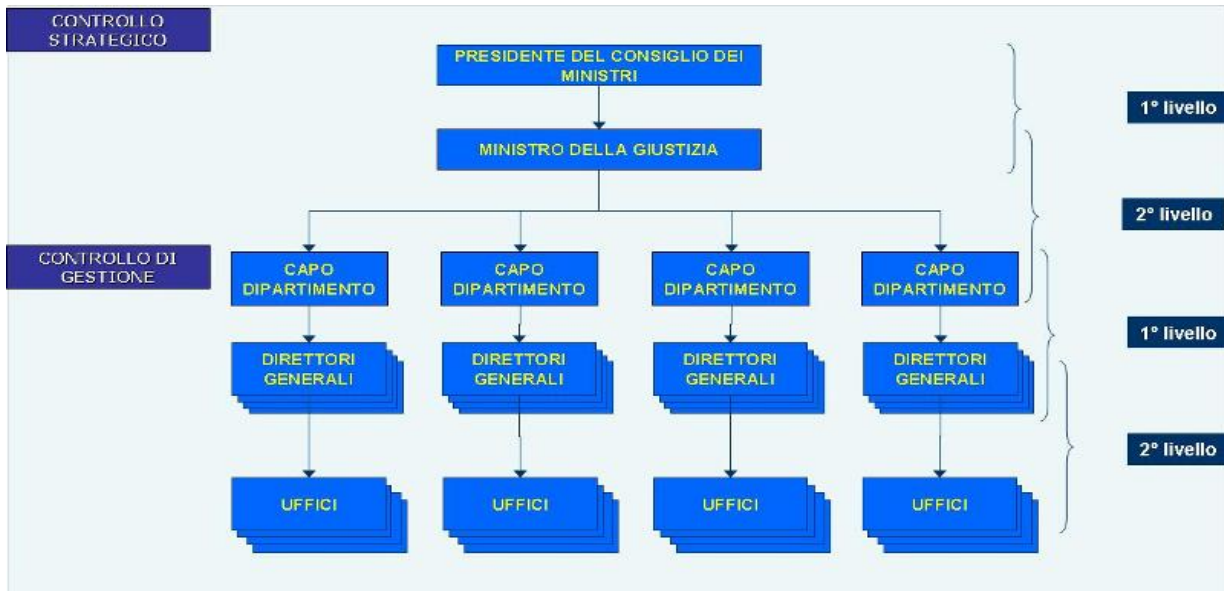 CONTROLLO
STRATEGICO
PRESIDENTE DEL CONSIGLIO DEI
MINISTRI
1° livello
MINISTRO DELLA GIUSTIZIA
2° livello
CONTROLLO DI
GESTIONE
CAPO
DIPARTIMENTO
CAPO
DIPARTIMENTO
CAPO
DIPARTIMENTO
CAPO
DIPARTIMENTO
1° livello
DIRETTORI
GENERALI
DIRETTORI
GENERALI
DIRETTORI
GENERALI
DIRETTORI
GENERALI
2° livello
UFFICI
UFFICI
UFFICI
UFFICI